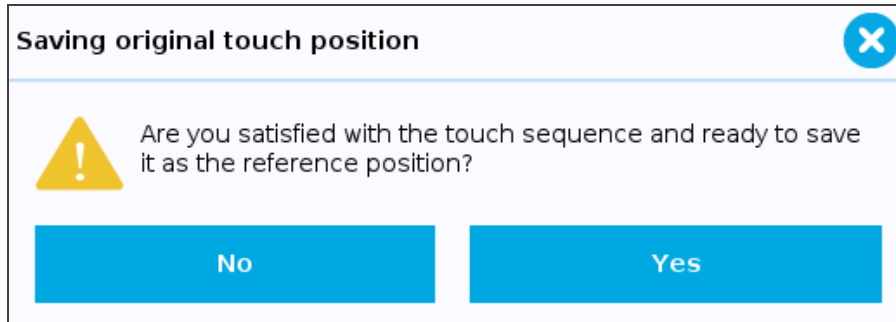 Saving original touch position
Are you satisfied with the touch sequence and ready to save
it as the reference position?
No
Yes